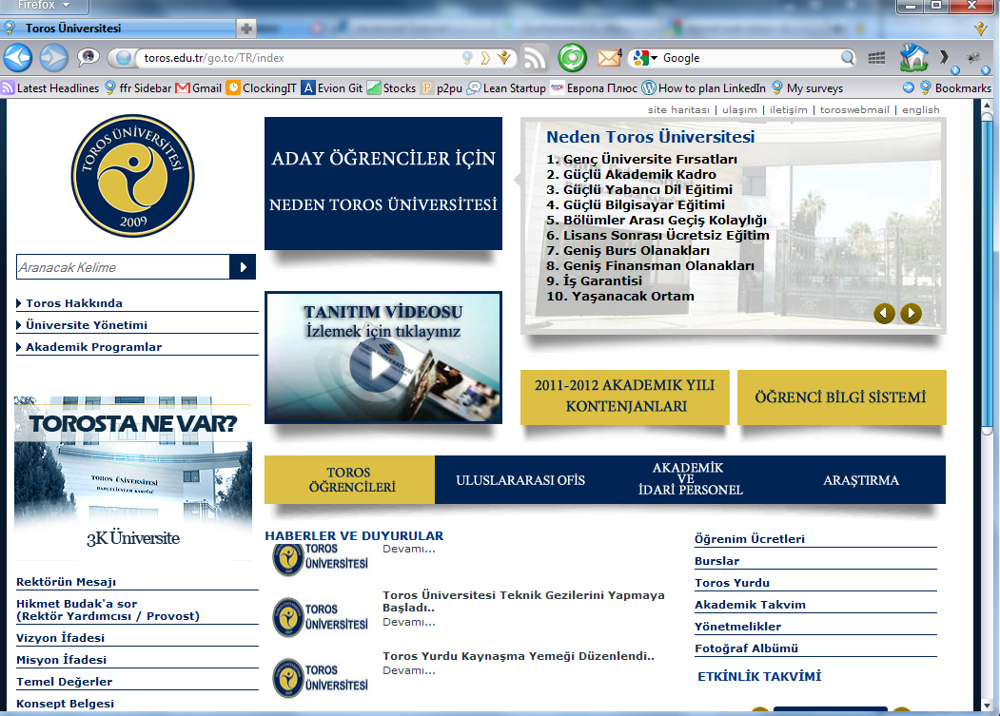 Firefox
Toros Üniversitesi
toros.edu.tr/go.to/TR/index
4
Google
Latest Headlines
ffr Sidebar
Gmail
ClockingIT
Evion Git
Stocks
p2pu
Lean Startup
Европа Плюс
How to plan LinkedIn
My surveys
Bookmarks
site haritası | ulaşım | iletişim | toroswebmail | english
TOROS ÜNİVERSİTESİ
2009
Aranacak Kelime
Toros Hakkında
Üniversite Yönetimi
Akademik Programlar
TOROSTA NE VAR?
TOROS ÜNİVERSİTESİ
BAHÇELİEVLER KAMPÜSÜ
3K Üniversite
Rektörün Mesajı
Hikmet Budak'a sor
(Rektör Yardımcısı / Provost)
Vizyon İfadesi
Misyon İfadesi
Temel Değerler
Konsept Belgesi
ADAY ÖĞRENCİLER İÇİN
NEDEN TOROS ÜNİVERSİTESİ
TANITIM VİDEOSU
İzlemek için tıklayınız
Neden Toros Üniversitesi
1. Genç Üniversite Fırsatları
2. Güçlü Akademik Kadro
3. Güçlü Yabancı Dil Eğitimi
4. Güçlü Bilgisayar Eğitimi
5. Bölümler Arası Geçiş Kolaylığı
6. Lisans Sonrası Ücretsiz Eğitim
7. Geniş Burs Olanakları
8. Geniş Finansman Olanakları
9. İş Garantisi
10. Yaşanacak Ortam
2011-2012 AKADEMIK YILI
KONTENJANLARI
ÖĞRENCİ BİLGİ SİSTEMİ
TOROS
ÖĞRENCİLERİ
ULUSLARARASI OFİS
AKADEMİK
VE
İDARİ PERSONEL
ARAŞTIRMA
HABERLER VE DUYURULAR
TOROS
ÜNİVERSİTESİ
Devamı...
TOROS
ÜNİVERSİTESİ
Toros Üniversitesi Teknik Gezilerini Yapmaya
Başladı..
Devamı...
TOROS
ÜNİVERSİTESİ
Toros Yurdu Kaynaşma Yemeği Düzenlendi..
Devamı...
Öğrenim Ücretleri
Burslar
Toros Yurdu
Akademik Takvim
Yönetmelikler
Fotoğraf Albümü
ETKİNLİK TAKVİMİ